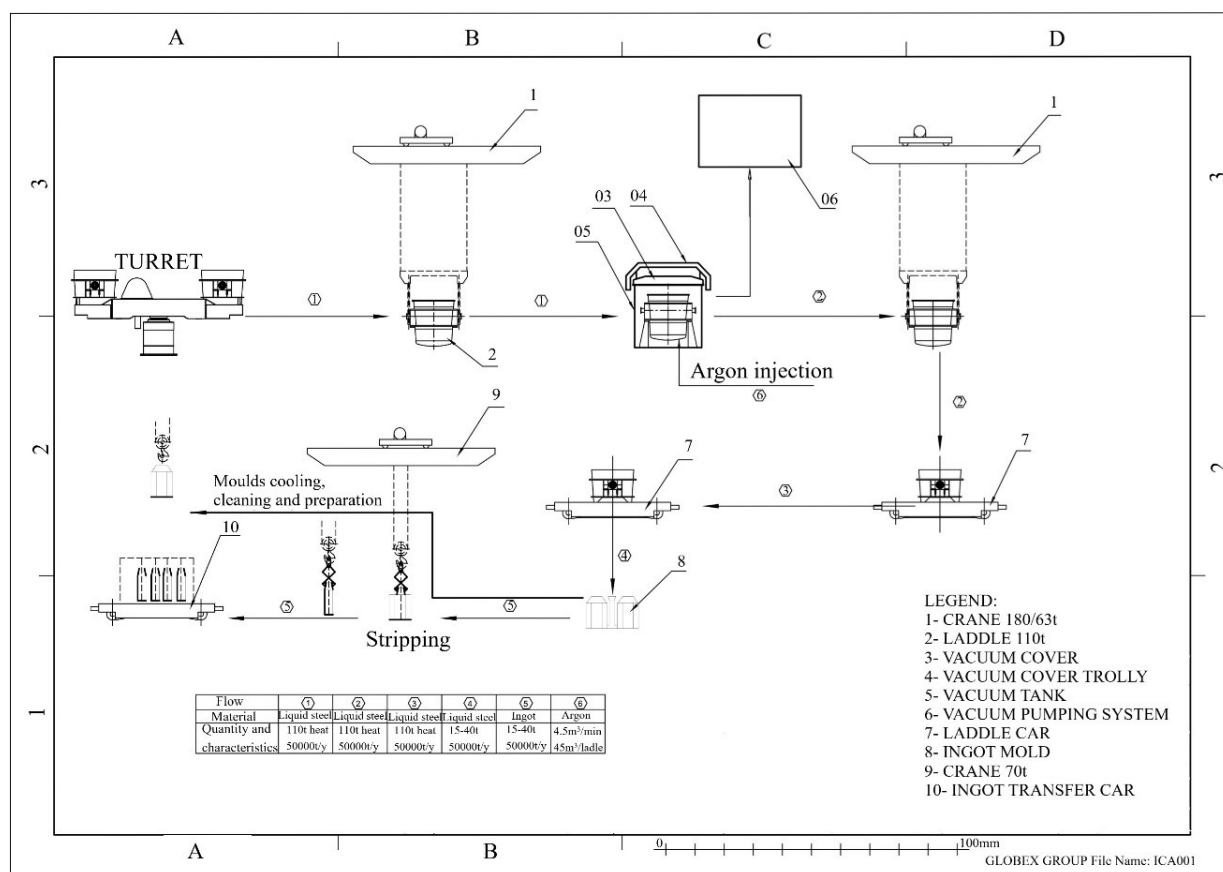 A B C D
1 1
3 3
04
03
06
05
TURRET
1 1 2
2
Argon injection
6 2
9
2 2
7 7
Moulds cooling,
cleaning and preparation
3
10
4 8
5 5
Stripping
LEGEND:
1- CRANE 180/63t
2- LADDLE 110t
3- VACUUM COVER
4- VACUUM COVER TROLLY
5- VACUUM TANK
6- VACUUM PUMPING SYSTEM
7- LADDLE CAR
8- INGOT MOLD
9- CRANE 70t
10- INGOT TRANSFER CAR
1
Flow 1 2 3 4 5 6
Material Liquid steel Liquid steel Liquid steel Liquid steel Ingot Argon
Quantity and 110t heat 110t heat 110t heat 15-40t 15-40t 4.5m³/min
characteristics 50000t/y 50000t/y 50000t/y 50000t/y 50000t/y 45m³/ladle
A B
0 100mm
GLOBEX GROUP File Name: ICA001